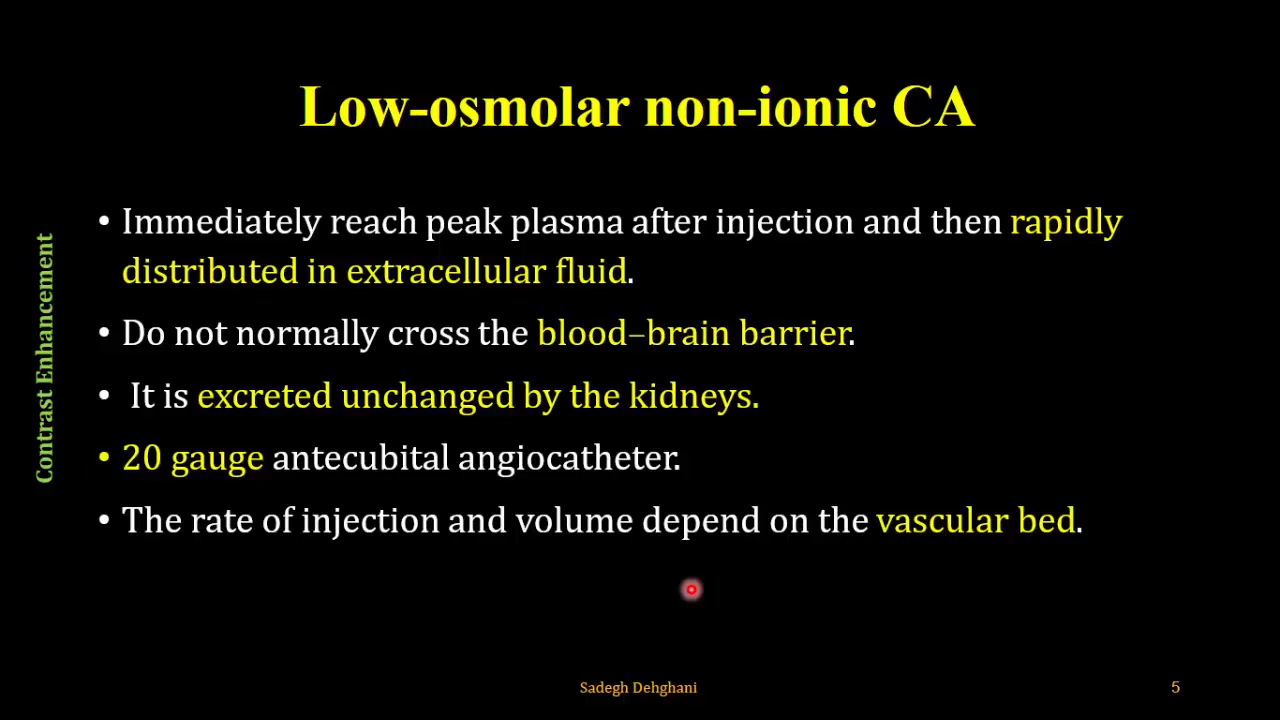 Low-osmolar non-ionic CA
Contrast Enhancement
• Immediately reach peak plasma after injection and then rapidly
distributed in extracellular fluid.
• Do not normally cross the blood–brain barrier.
• It is excreted unchanged by the kidneys.
• 20 gauge antecubital angiocatheter.
• The rate of injection and volume depend on the vascular bed.
Sadegh Dehghani
5